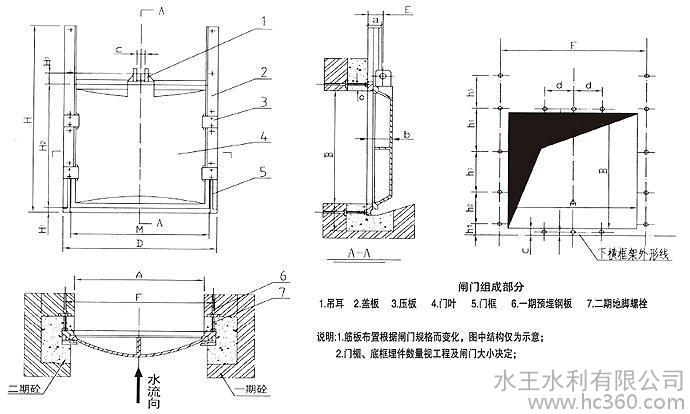 A
C
E
a
1
2
3
4
5
H
H₂
H₁
M
D
A
B
b
c
A-A
F
d d
h₅
h₄
h₁
h₂
h₁
B
A
C
下横框架外形线
A
F
6
7
二期砼
一期砼
水流向
闸门组成部分
1.吊耳 2.盖板 3.压板 4.门叶 5.门框 6.一期预埋钢板 7.二期地脚螺栓
说明:1.筋板布置根据闸门规格而变化，图中结构仅为示意；
2.门楣、底框埋件数量视工程及闸门大小决定；
水王水利有限公司
www.hc360.com